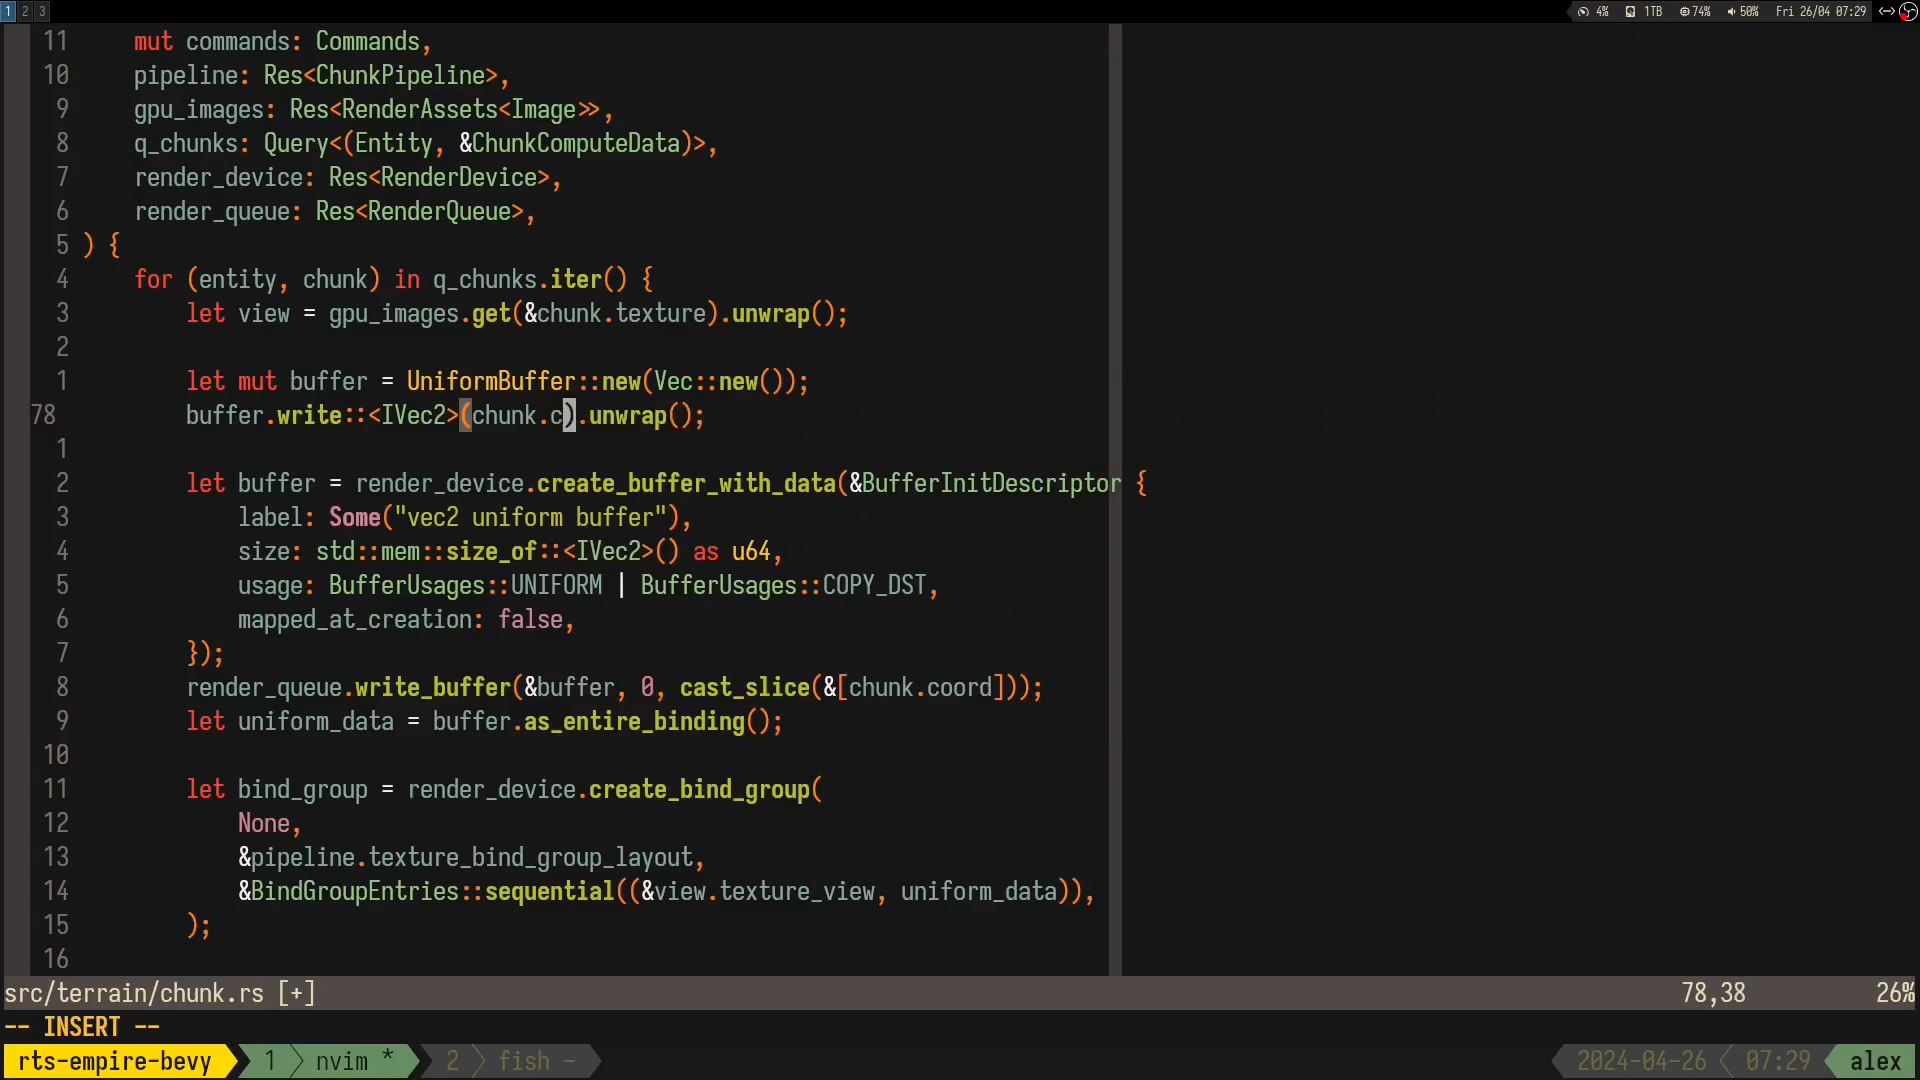 1 2 3 4% 1TB 74% 50% Fri 26/04 07:29
11 mut commands: Commands,
10 pipeline: Res<ChunkPipeline>,
9 gpu_images: Res<RenderAssets<Image>>,
8 q_chunks: Query<(Entity, &ChunkComputeData)>,
7 render_device: Res<RenderDevice>,
6 render_queue: Res<RenderQueue>,
5 ) {
4 for (entity, chunk) in q_chunks.iter() {
3 let view = gpu_images.get(&chunk.texture).unwrap();
2
1 let mut buffer = UniformBuffer::new(Vec::new());
78 buffer.write::<IVec2>(chunk.c).unwrap();
1
2 let buffer = render_device.create_buffer_with_data(&BufferInitDescriptor {
3 label: Some("vec2 uniform buffer"),
4 size: std::mem::size_of::<IVec2>() as u64,
5 usage: BufferUsages::UNIFORM | BufferUsages::COPY_DST,
6 mapped_at_creation: false,
7 });
8 render_queue.write_buffer(&buffer, 0, cast_slice(&[chunk.coord]));
9 let uniform_data = buffer.as_entire_binding();
10
11 let bind_group = render_device.create_bind_group(
12 None,
13 &pipeline.texture_bind_group_layout,
14 &BindGroupEntries::sequential((&view.texture_view, uniform_data)),
15 );
16
src/terrain/chunk.rs [+] 78,38 26%
-- INSERT --
rts-empire-bevy 1 nvim * 2 fish - 2024-04-26 07:29 alex